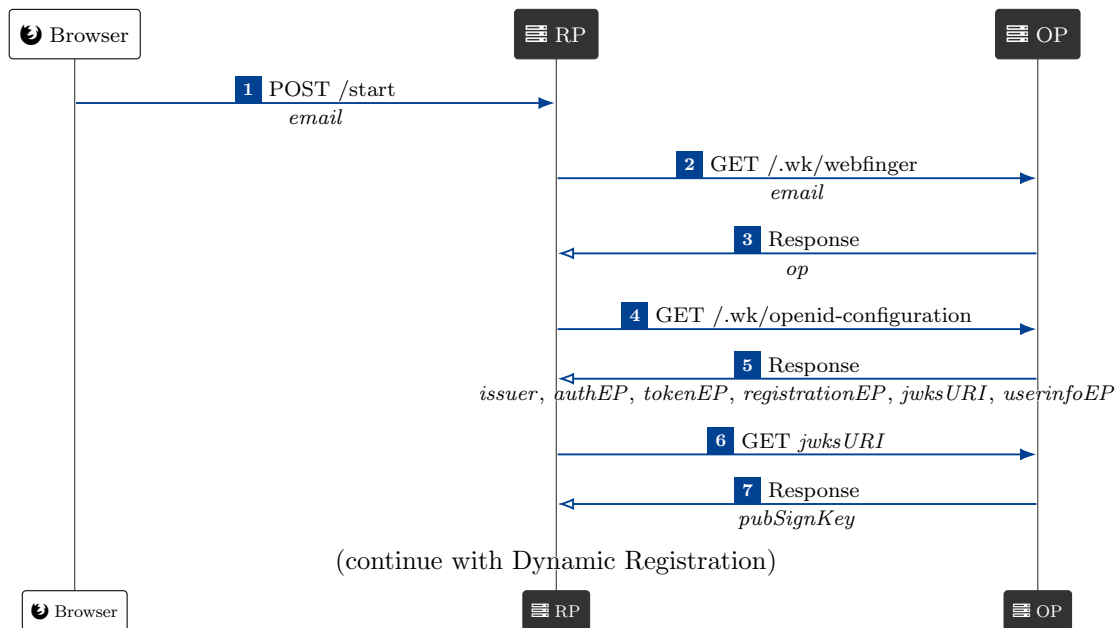 Browser RP OP
1 POST /start
email
2 GET /.wk/webfinger
email
3 Response
op
4 GET /.wk/openid-configuration
5 Response
issuer, authEP, tokenEP, registrationEP, jwksURI, userinfoEP
6 GET jwksURI
7 Response
pubSignKey
(continue with Dynamic Registration)
Browser RP OP